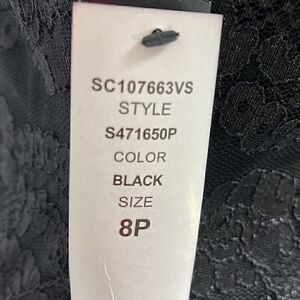 SC107663VS
STYLE
S471650P
COLOR
BLACK
SIZE
8P